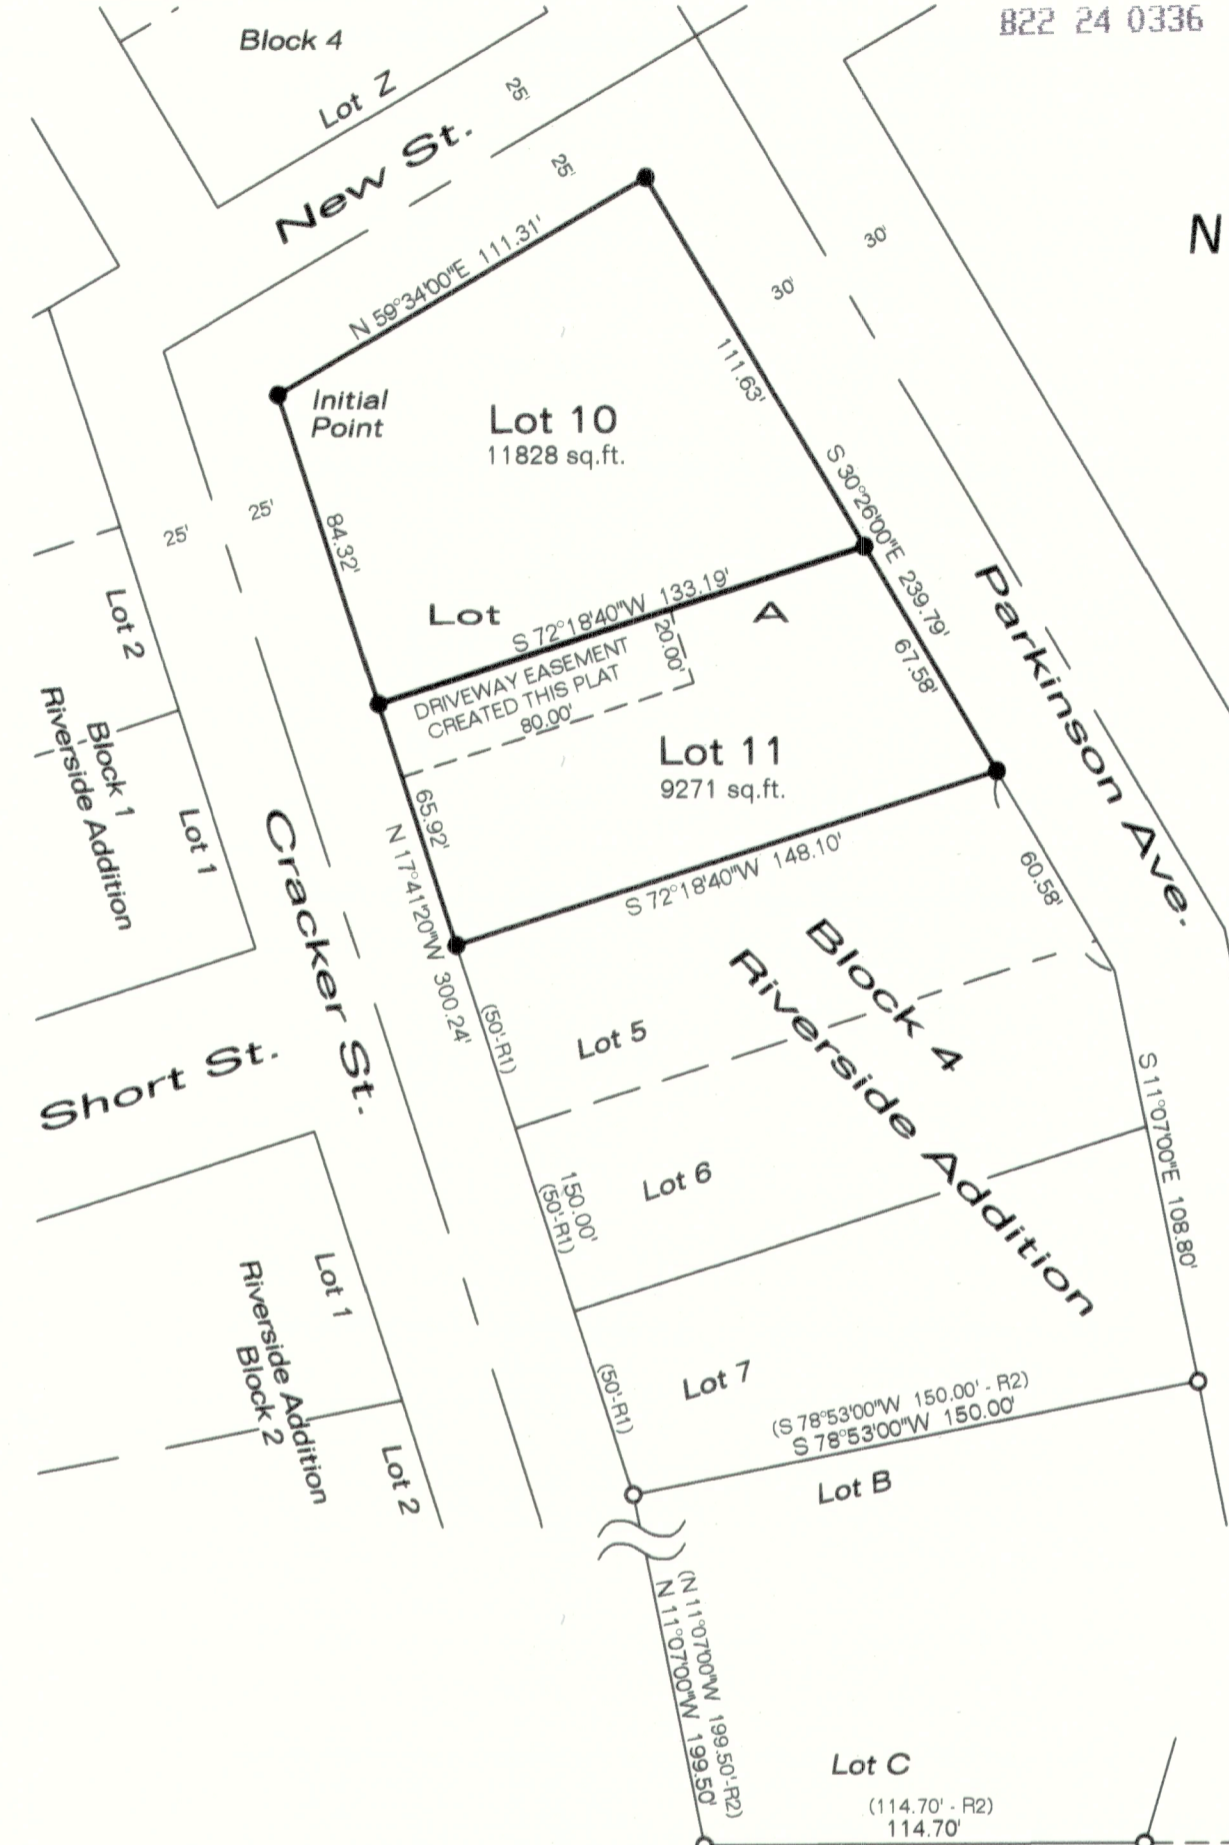 822 24 0336
Block 4
Lot Z
25'
New St.
25'
N
30'
30'
N 59°34'00"E 111.31'
Initial
Point
Lot 10
11828 sq.ft.
111.63'
25'
25'
84.32'
S 30°26'00"E 239.79'
Lot A
S 72°18'40"W 133.19'
DRIVEWAY EASEMENT
CREATED THIS PLAT
20.00'
80.00'
67.58'
Parkinson Ave.
Lot 2
Block 1
Riverside Addition
Lot 1
Lot 11
9271 sq.ft.
65.92'
N 17°41'20"W 300.24'
S 72°18'40"W 148.10'
60.58'
Cracker St.
Block 4
Riverside Addition
Short St.
(50'-R1)
Lot 5
S 11°07'00"E 108.80'
150.00'
(50'-R1)
Lot 6
Lot 1
Riverside Addition
Block 2
Lot 2
(50'-R1)
Lot 7
(S 78°53'00"W 150.00' - R2)
S 78°53'00"W 150.00'
Lot B
(N 11°07'00"W 199.50'-R2)
N 11°07'00"W 199.50'
Lot C
(114.70' - R2)
114.70'